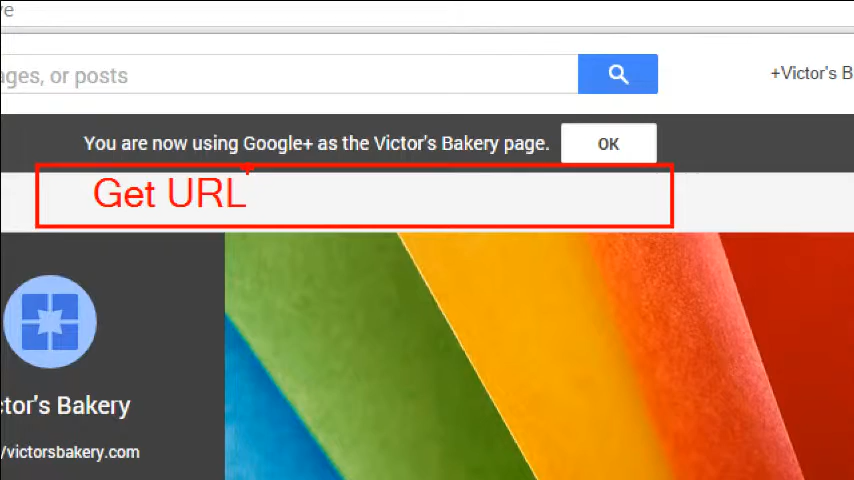 ve
ages, or posts
+Victor's B
You are now using Google+ as the Victor's Bakery page.
OK
Get URL
ctor's Bakery
/victorsbakery.com